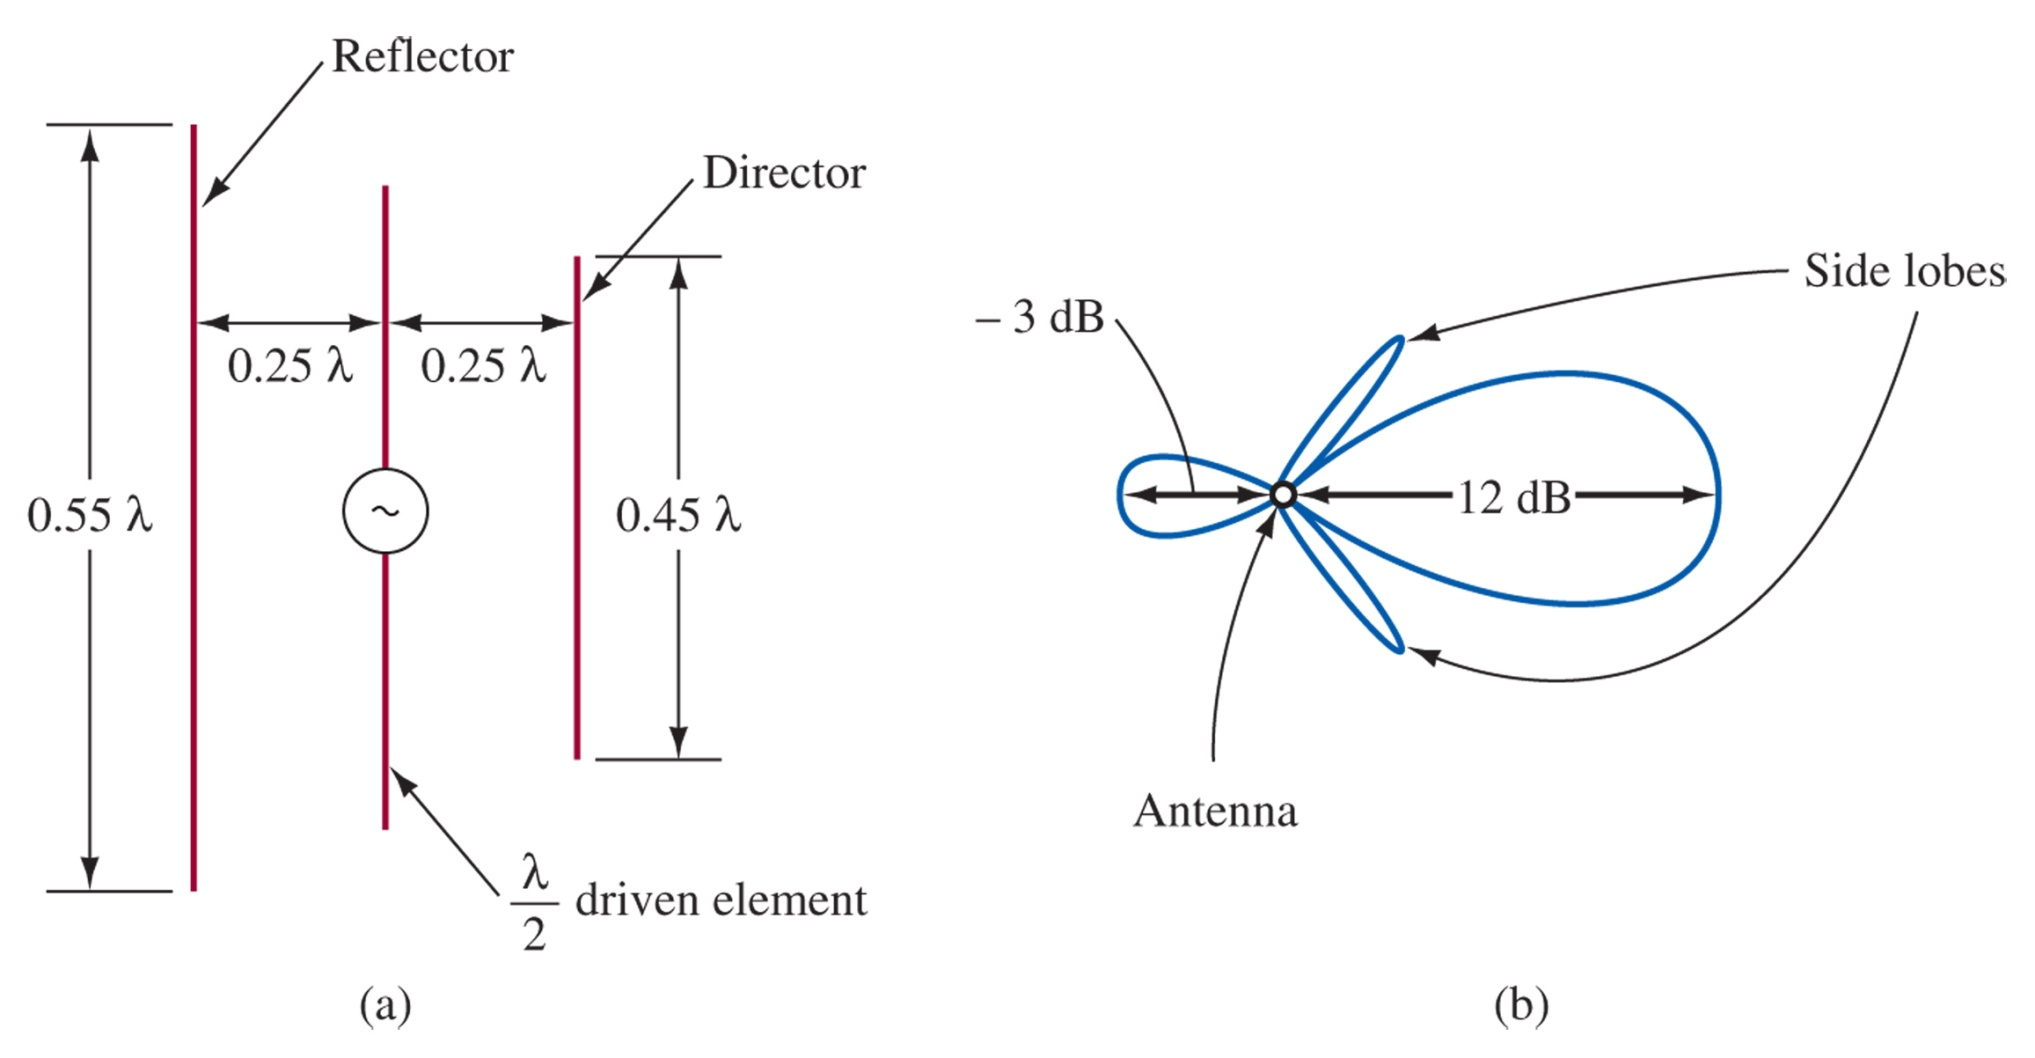 Reflector
Director
0.25 λ
0.25 λ
0.55 λ
~
0.45 λ
λ/2 driven element
(a)
Side lobes
– 3 dB
12 dB
Antenna
(b)